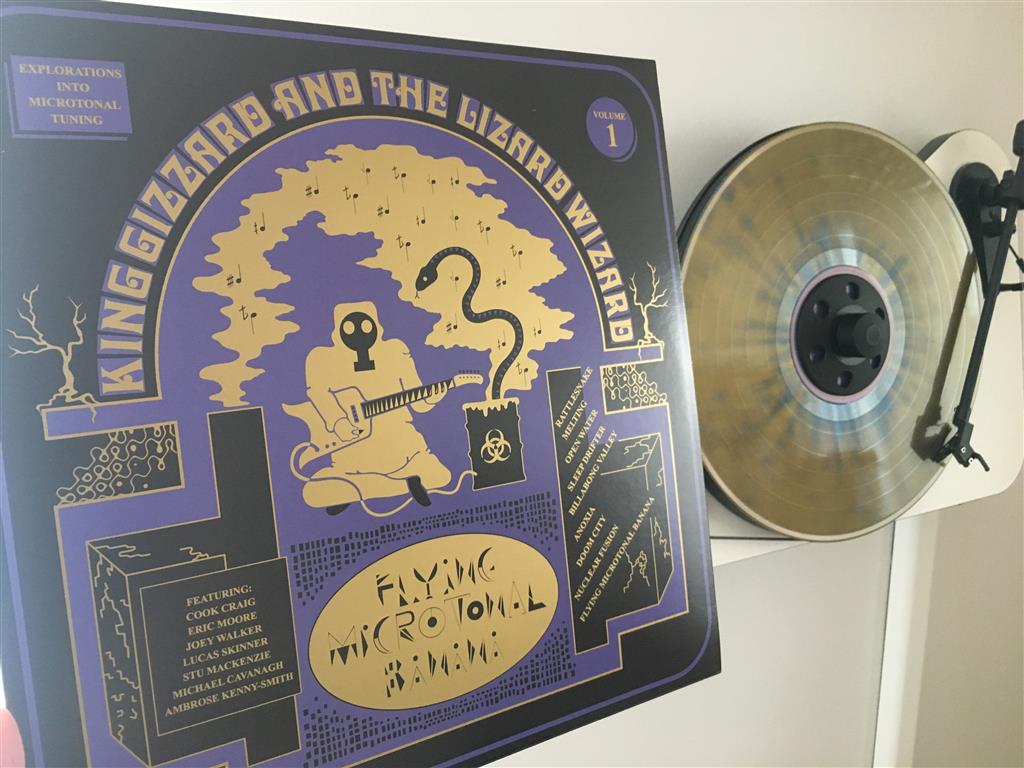 EXPLORATIONS
INTO
MICROTONAL
TUNING
KING GIZZARD AND THE LIZARD WIZARD
VOLUME
1
RATTLESNAKE
MELTING
OPEN WATER
SLEEP DRIFTER
BILLABONG VALLEY
ANOXIA
DOOM CITY
NUCLEAR FUSION
FLYING MICROTONAL BANANA
FEATURING:
COOK CRAIG
ERIC MOORE
JOEY WALKER
LUCAS SKINNER
STU MACKENZIE
MICHAEL CAVANAGH
AMBROSE KENNY-SMITH
FLYING
MICROTONAL
BANANA